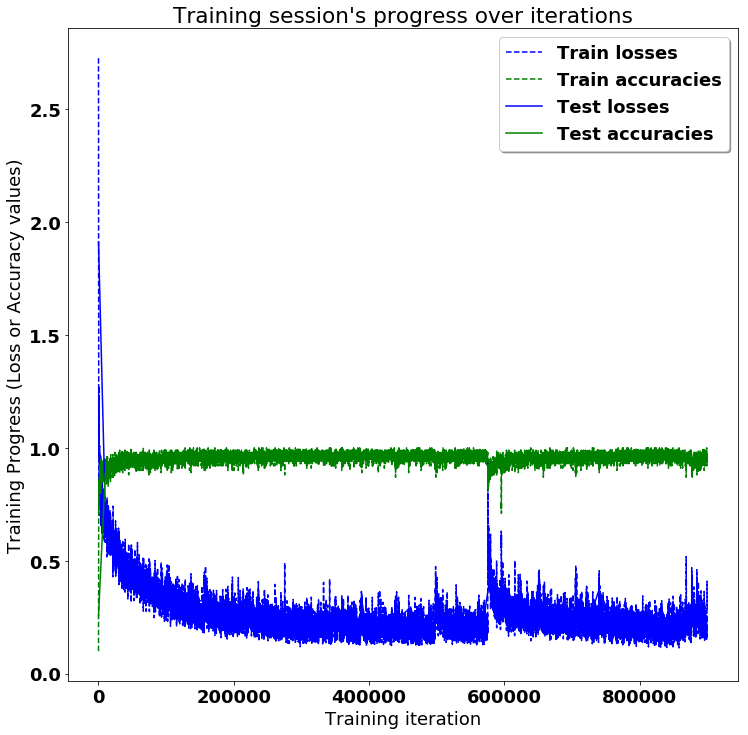 Training session's progress over iterations
Train losses
Train accuracies
Test losses
Test accuracies
Training Progress (Loss or Accuracy values)
2.5
2.0
1.5
1.0
0.5
0.0
0 200000 400000 600000 800000
Training iteration